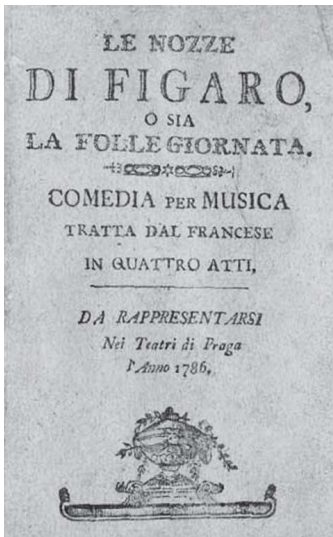 LE NOZZE
DI FIGARO,
O SIA
LA FOLLE GIORNATA.
COMEDIA PER MUSICA
TRATTA DAL FRANCESE
IN QUATTRO ATTI,
DA RAPPRESENTARSI
Nei Teatri di Praga
l'Anno 1786,